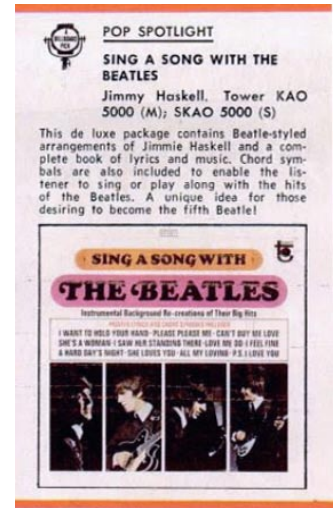 A
BILLBOARD
PICK
POP SPOTLIGHT
SING A SONG WITH THE
BEATLES
Jimmy Haskell. Tower KAO
5000 (M); SKAO 5000 (S)
This de luxe package contains Beatle-styled
arrangements of Jimmie Haskell and a com-
plete book of lyrics and music. Chord sym-
bals are also included to enable the lis-
tener to sing or play along with the hits
of the Beatles. A unique idea for those
desiring to become the fifth Beatle!
SING A SONG WITH
THE BEATLES
Instrumental Background Re-creations of Their Big Hits
I WANT TO HOLD YOUR HAND · PLEASE PLEASE ME · CAN'T BUY ME LOVE
SHE'S A WOMAN · I SAW HER STANDING THERE · LOVE ME DO · I FEEL FINE
A HARD DAY'S NIGHT · SHE LOVES YOU · ALL MY LOVING · P.S. I LOVE YOU